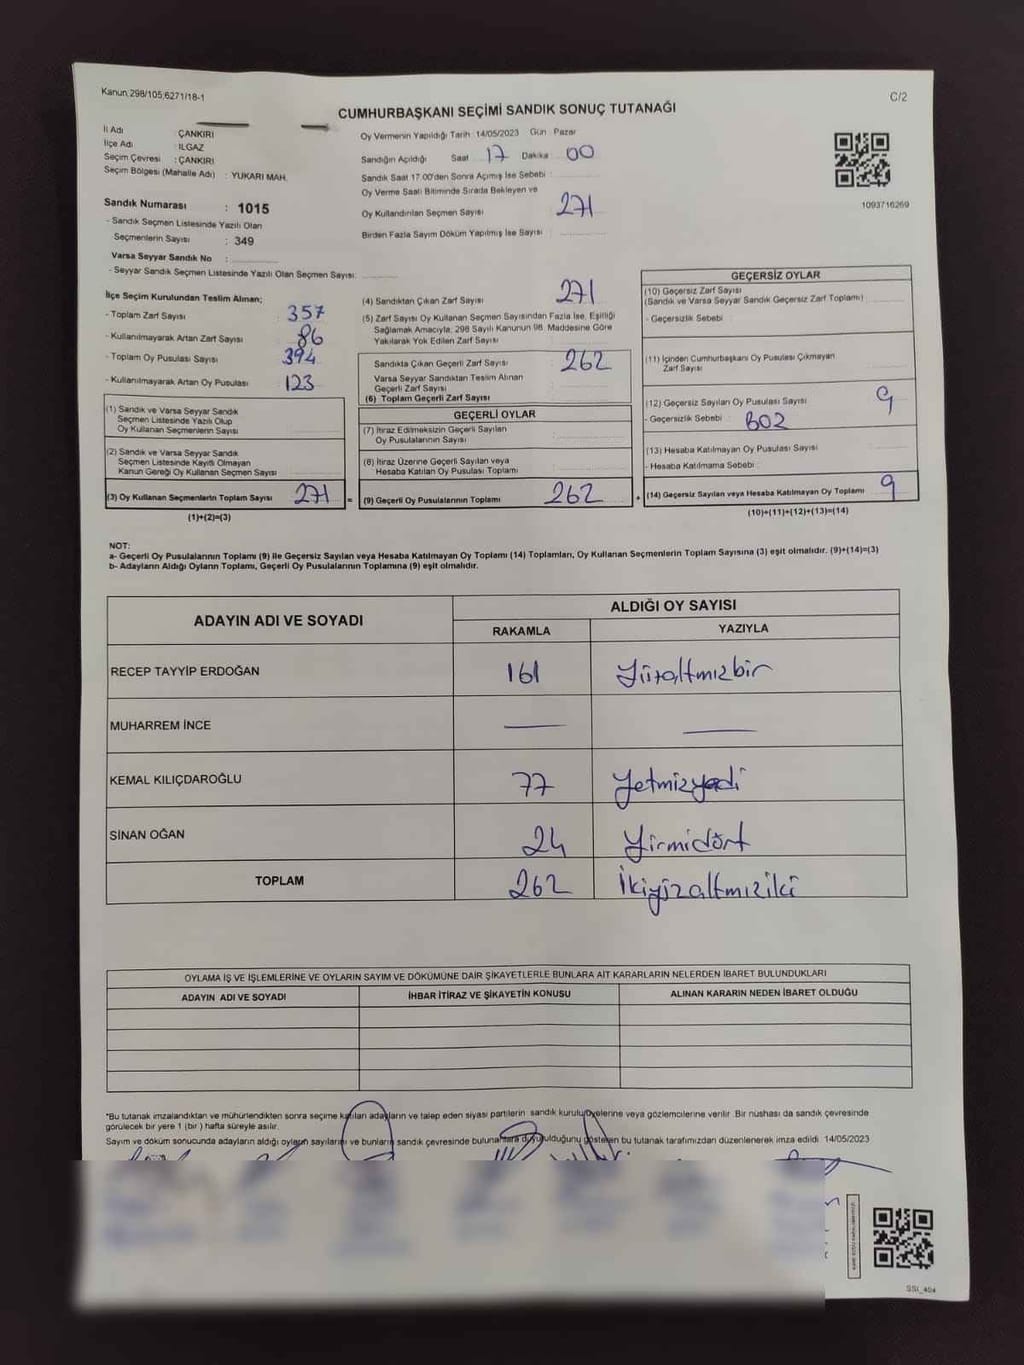 Kanun,298/105,6271/18-1
C/2
CUMHURBAŞKANI SEÇİMİ SANDIK SONUÇ TUTANAĞI
İl Adı : ÇANKIRI
İlçe Adı : ILGAZ
Seçim Çevresi : ÇANKIRI
Seçim Bölgesi (Mahalle Adı) : YUKARI MAH.
Sandık Numarası : 1015
- Sandık Seçmen Listesinde Yazılı Olan
Seçmenlerin Sayısı : 349
Varsa Seyyar Sandık No :
- Seyyar Sandık Seçmen Listesinde Yazılı Olan Seçmen Sayısı:
Oy Vermenin Yapıldığı Tarih : 14/05/2023 Gün Pazar
Sandığın Açıldığı Saat 17 Dakika 00
Sandık Saat 17.00'den Sonra Açımış İse Sebebi :
Oy Verme Saati Bitiminde Sırada Bekleyen ve
Oy Kullandırılan Seçmen Sayısı 271
Birden Fazla Sayım Döküm Yapılmış İse Sayısı :
1093716269
İlçe Seçim Kurulundan Teslim Alınan;
- Toplam Zarf Sayısı 357
- Kullanılmayarak Artan Zarf Sayısı 86
- Toplam Oy Pusulası Sayısı 394
- Kullanılmayarak Artan Oy Pusulası 123
(1) Sandık ve Varsa Seyyar Sandık
Seçmen Listesinde Yazılı Olup
Oy Kullanan Seçmenlerin Sayısı
(2) Sandık ve Varsa Seyyar Sandık
Seçmen Listesinde Kayıtlı Olmayan
Kanun Gereği Oy Kullanan Seçmen Sayısı
(3) Oy Kullanan Seçmenlerin Toplam Sayısı 271 =
(1)+(2)=(3)
(4) Sandıktan Çıkan Zarf Sayısı 271
(5) Zarf Sayısı Oy Kullanan Seçmen Sayısından Fazla İse, Eşitliği
Sağlamak Amacıyla, 298 Sayılı Kanunun 98. Maddesine Göre
Yakılarak Yok Edilen Zarf Sayısı
Sandıkta Çıkan Geçerli Zarf Sayısı 262
Varsa Seyyar Sandıktan Teslim Alınan
Geçerli Zarf Sayısı
(6) Toplam Geçerli Zarf Sayısı
GEÇERLİ OYLAR
(7) İtiraz Edilmeksizin Geçerli Sayılan
Oy Pusulalarının Sayısı
(8) İtiraz Üzerine Geçerli Sayılan veya
Hesaba Katılan Oy Pusulası Toplamı
(9) Geçerli Oy Pusulalarının Toplamı 262 +
GEÇERSİZ OYLAR
(10) Geçersiz Zarf Sayısı
(Sandık ve Varsa Seyyar Sandık Geçersiz Zarf Toplamı)
- Geçersizlik Sebebi :
(11) İçinden Cumhurbaşkanı Oy Pusulası Çıkmayan
Zarf Sayısı
(12) Geçersiz Sayılan Oy Pusulası Sayısı 9
- Geçersizlik Sebebi :
(13) Hesaba Katılmayan Oy Pusulası Sayısı
- Hesaba Katılmama Sebebi :
(14) Geçersiz Sayılan veya Hesaba Katılmayan Oy Toplamı 9
(10)+(11)+(12)+(13)=(14)
NOT:
a- Geçerli Oy Pusulalarının Toplamı (9) ile Geçersiz Sayılan veya Hesaba Katılmayan Oy Toplamı (14) Toplamları, Oy Kullanan Seçmenlerin Toplam Sayısına (3) eşit olmalıdır. (9)+(14)=(3)
b- Adayların Aldığı Oyların Toplamı, Geçerli Oy Pusulalarının Toplamına (9) eşit olmalıdır.
ADAYIN ADI VE SOYADI
ALDIĞI OY SAYISI
RAKAMLA YAZIYLA
RECEP TAYYİP ERDOĞAN 161 Yüzaltmızbir
MUHARREM İNCE — —
KEMAL KILIÇDAROĞLU 77 Yetmizyedi
SİNAN OĞAN 24 Yirmidört
TOPLAM 262 İkiyüzaltmıziki
OYLAMA İŞ VE İŞLEMLERİNE VE OYLARIN SAYIM VE DÖKÜMÜNE DAİR ŞİKAYETLERLE BUNLARA AİT KARARLARIN NELERDEN İBARET BULUNDUKLARI
ADAYIN ADI VE SOYADI İHBAR İTİRAZ VE ŞİKAYETİN KONUSU ALINAN KARARIN NEDEN İBARET OLDUĞU
*Bu tutanak imzalandıktan ve mühürlendikten sonra seçime katılan adayların ve talep eden siyasi partilerin sandık kurulu üyelerine veya gözlemcilerine verilir. Bir nüshası da sandık çevresinde
görülecek bir yere 1 (bir) hafta süreyle asılır.
Sayım ve döküm sonucunda adayların aldığı oyların sayılarını ve bunların sandık çevresinde bulunanlara duyurulduğunu gösteren bu tutanak tarafımızdan düzenlenerek imza edildi. 14/05/2023